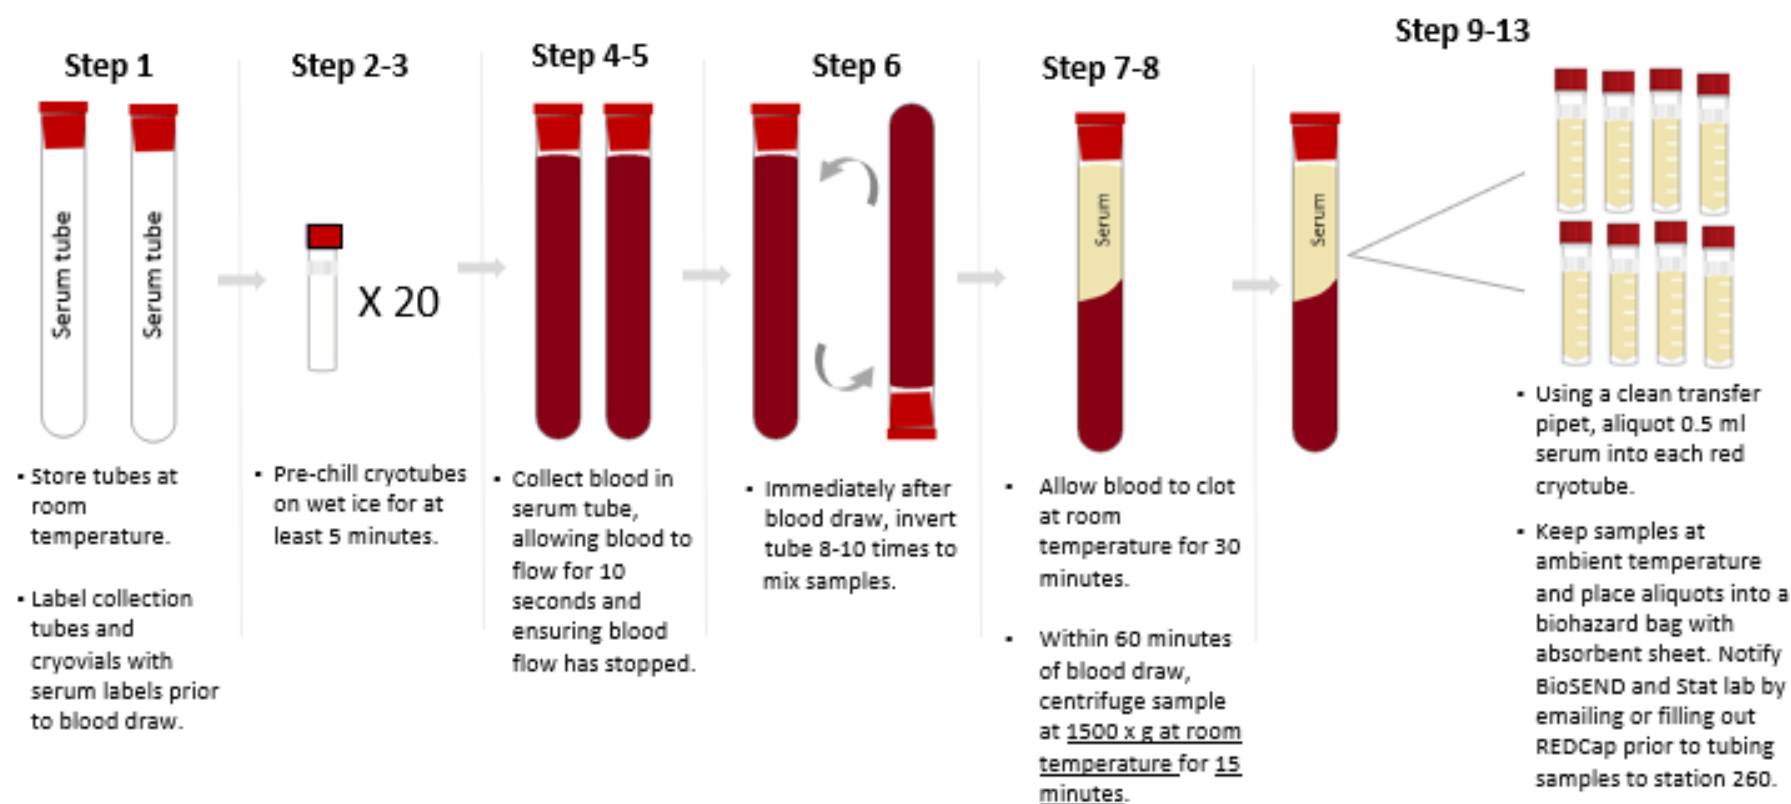 Step 1
Serum tube
Serum tube
▪ Store tubes at
room
temperature.
▪ Label collection
tubes and
cryovials with
serum labels prior
to blood draw.
Step 2-3
X 20
▪ Pre-chill cryotubes
on wet ice for at
least 5 minutes.
Step 4-5
▪ Collect blood in
serum tube,
allowing blood to
flow for 10
seconds and
ensuring blood
flow has stopped.
Step 6
▪ Immediately after
blood draw, invert
tube 8-10 times to
mix samples.
Step 7-8
Serum
▪ Allow blood to clot
at room
temperature for 30
minutes.
▪ Within 60 minutes
of blood draw,
centrifuge sample
at 1500 x g at room
temperature for 15
minutes.
Step 9-13
Serum
▪ Using a clean transfer
pipet, aliquot 0.5 ml
serum into each red
cryotube.
▪ Keep samples at
ambient temperature
and place aliquots into a
biohazard bag with
absorbent sheet. Notify
BioSEND and Stat lab by
emailing or filling out
REDCap prior to tubing
samples to station 260.